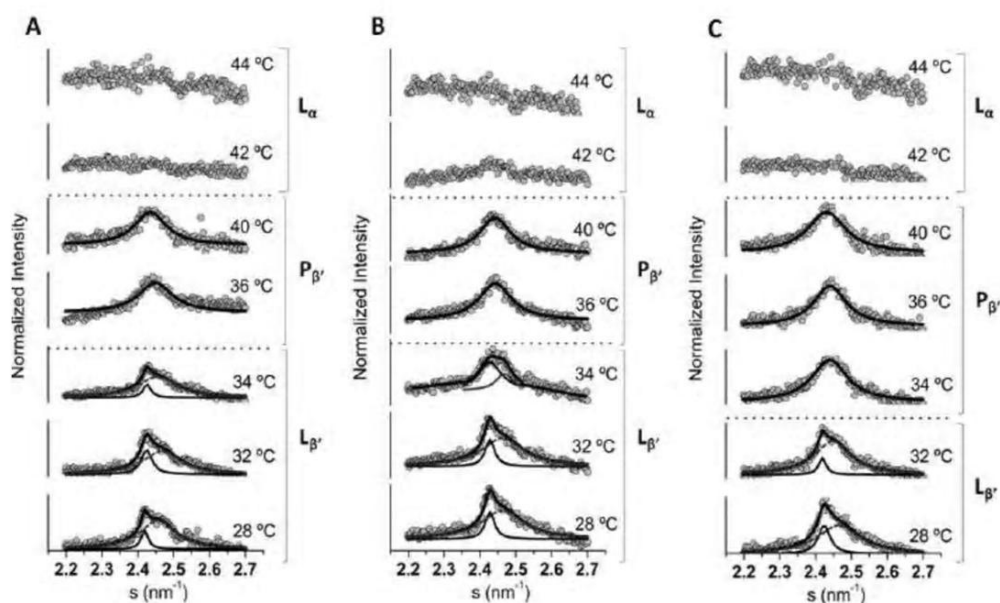 A
Normalized Intensity
44 ºC
42 ºC
40 ºC
36 ºC
34 ºC
32 ºC
28 ºC
Lα
Pβ'
Lβ'
2.2 2.3 2.4 2.5 2.6 2.7
s (nm⁻¹)
B
Normalized Intensity
44 ºC
42 ºC
40 ºC
36 ºC
34 ºC
32 ºC
28 ºC
Lα
Pβ'
Lβ'
2.2 2.3 2.4 2.5 2.6 2.7
s (nm⁻¹)
C
Normalized Intensity
44 ºC
42 ºC
40 ºC
36 ºC
34 ºC
32 ºC
28 ºC
Lα
Pβ'
Lβ'
2.2 2.3 2.4 2.5 2.6 2.7
s (nm⁻¹)